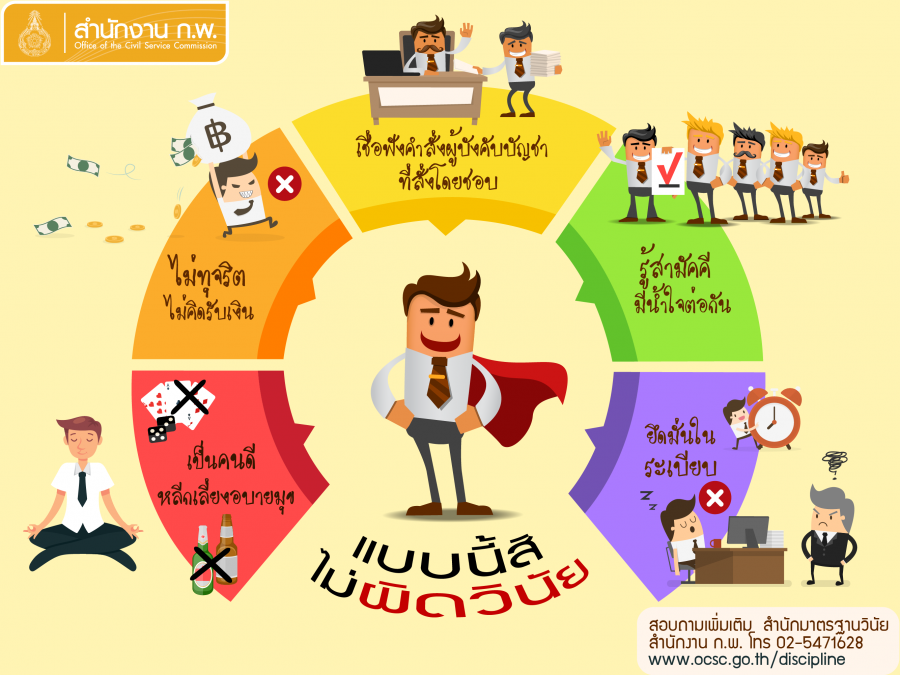 สำนักงาน ก.พ.
Office of the Civil Service Commission
เชื่อฟังคำสั่งผู้บังคับบัญชา
ที่สั่งโดยชอบ
ไม่ทุจริต
ไม่คิดรับเงิน
รู้สามัคคี
มีน้ำใจต่อกัน
เป็นคนดี
หลีกเลี่ยงอบายมุข
ยึดมั่นใน
ระเบียบ
แบบนี้สิ
ไม่ผิดวินัย
สอบถามเพิ่มเติม สำนักมาตรฐานวินัย
สำนักงาน ก.พ. โทร 02-5471628
www.ocsc.go.th/discipline